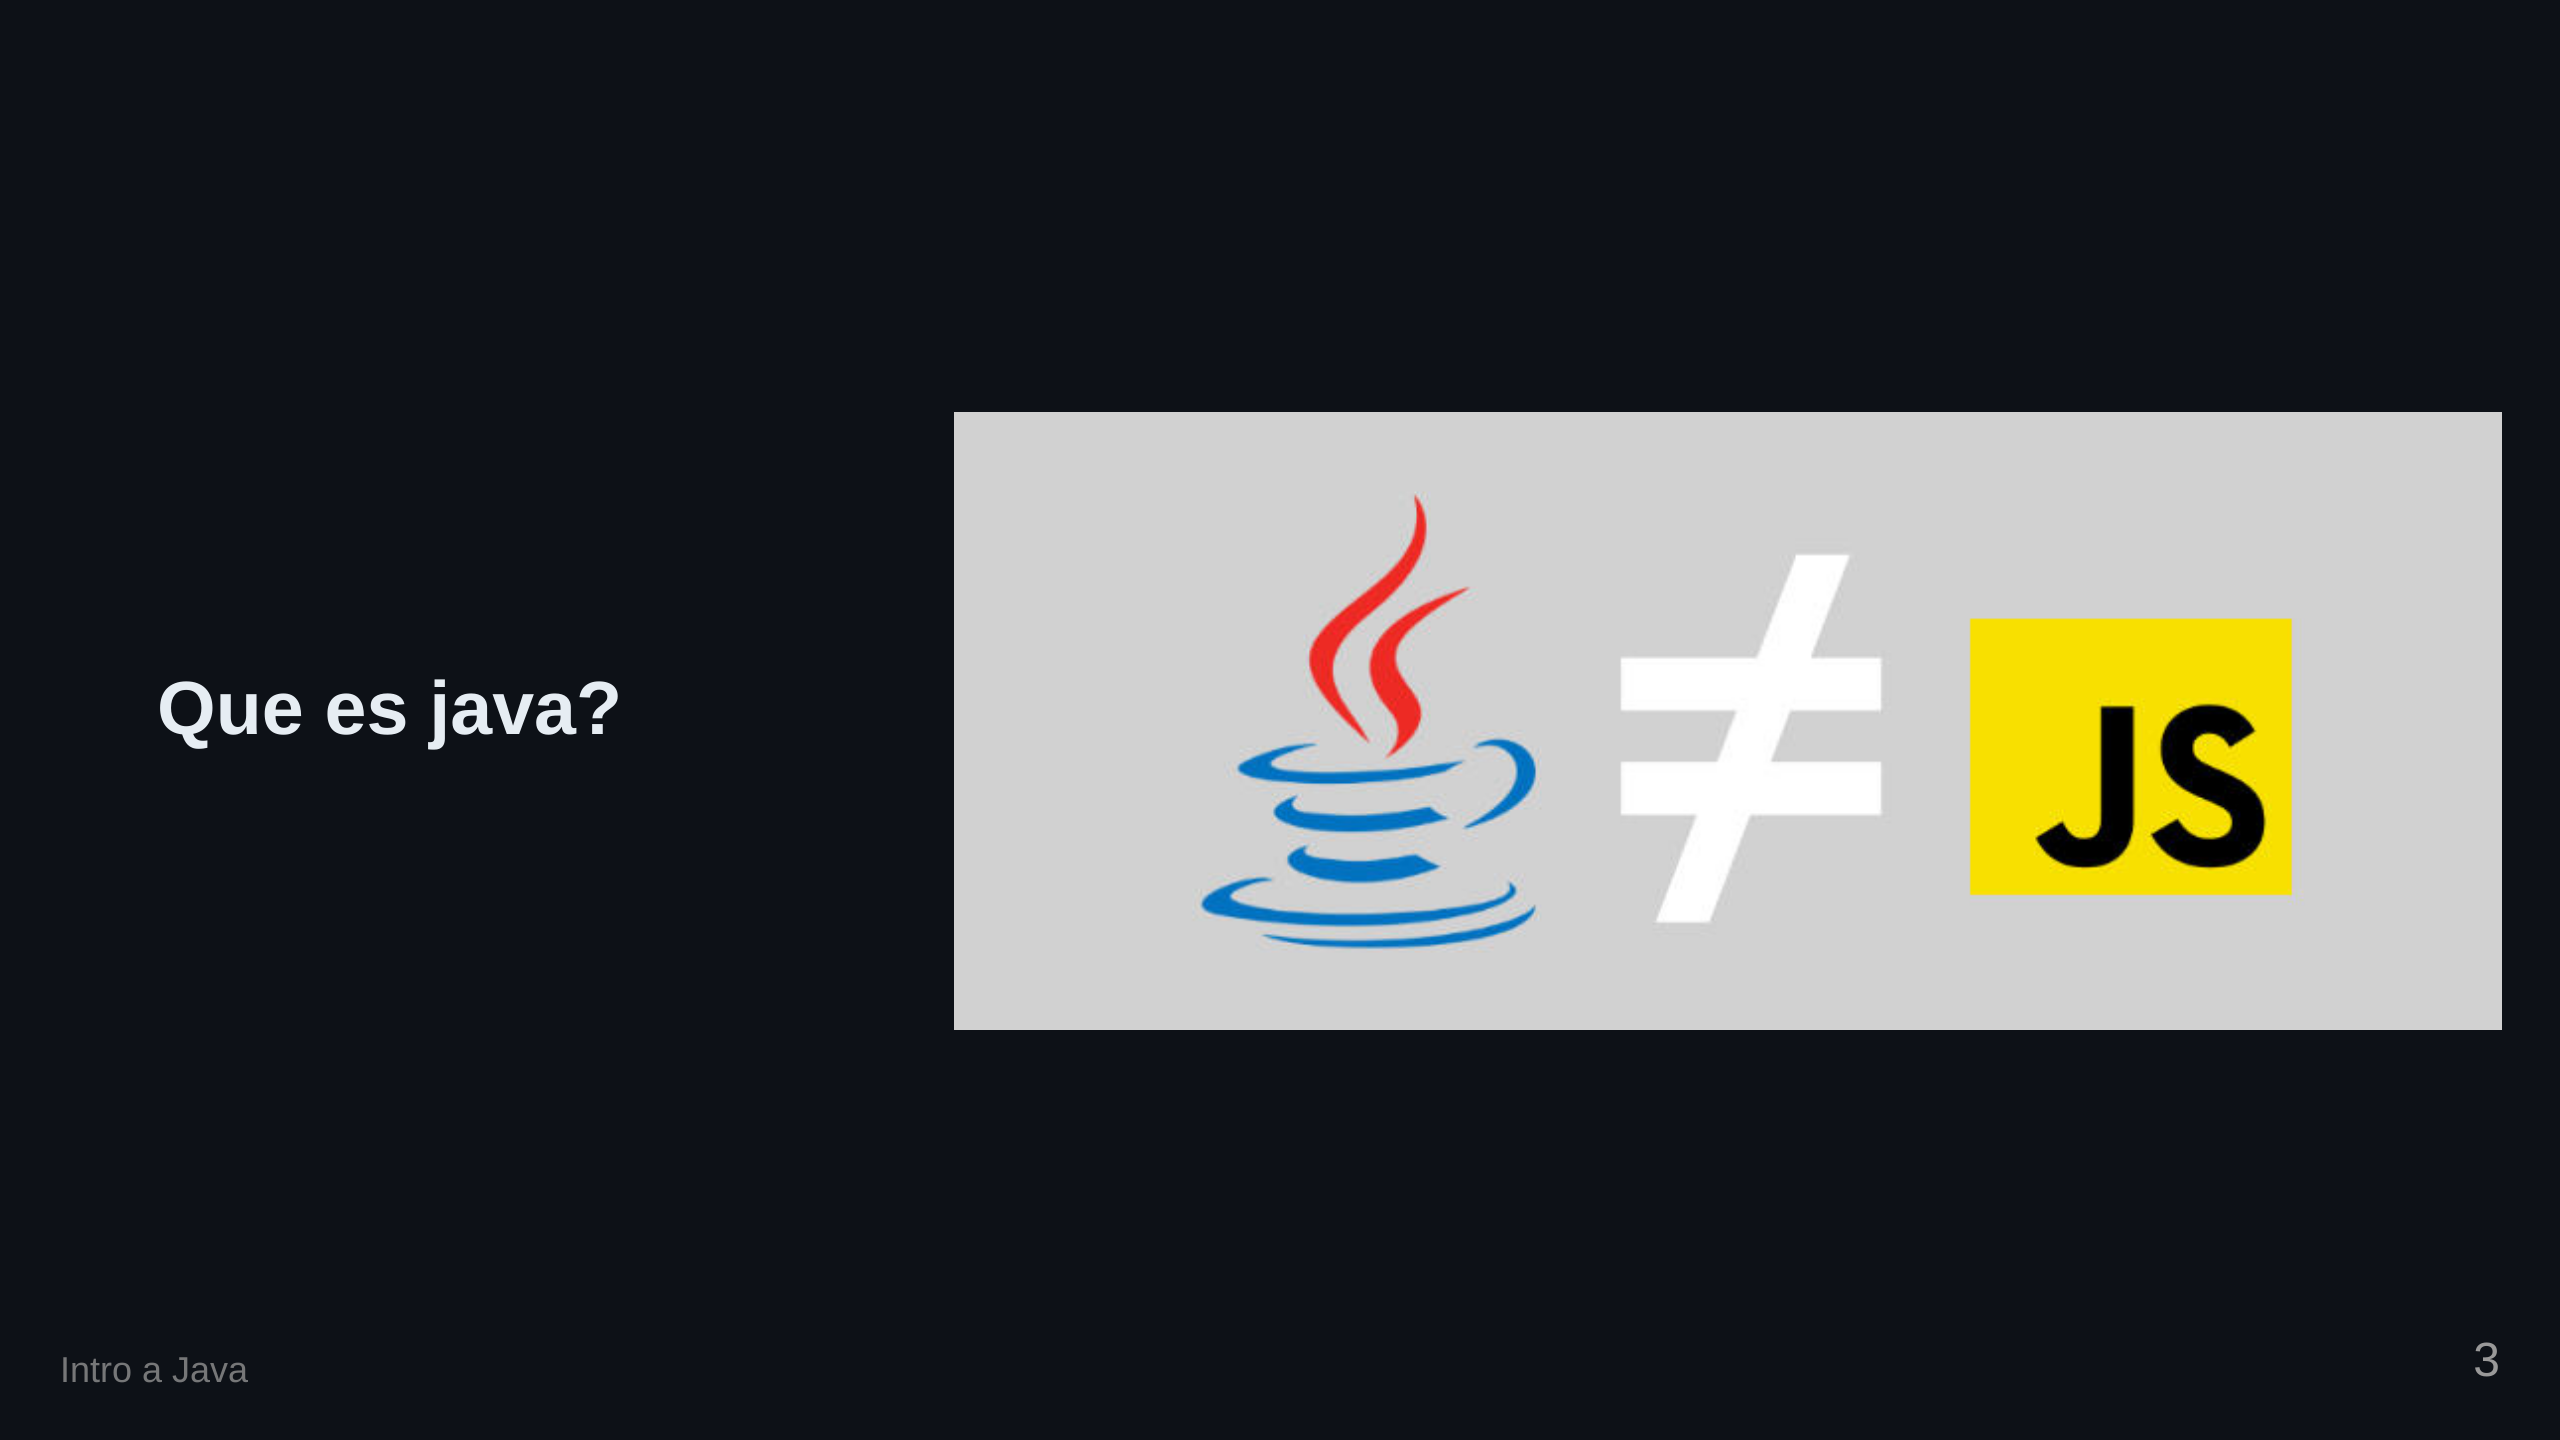 Que es java?
≠
JS
Intro a Java
3